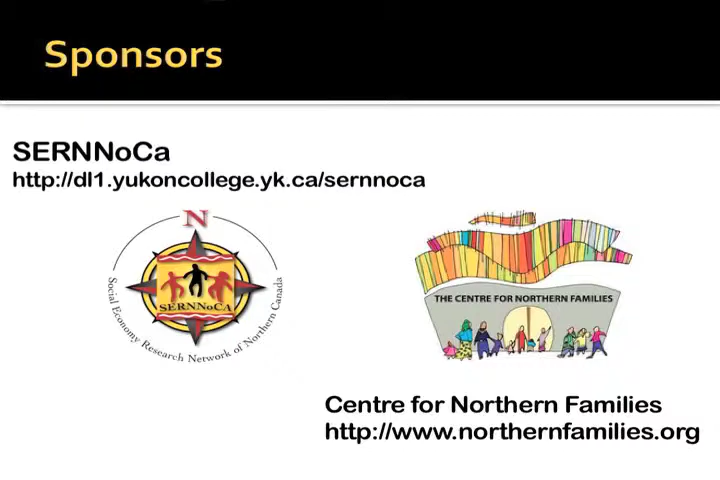 Sponsors
SERNNoCa
http://dl1.yukoncollege.yk.ca/sernnoca
N
SERNNoCA
Social Economy Research Network of Northern Canada
THE CENTRE FOR NORTHERN FAMILIES
Centre for Northern Families
http://www.northernfamilies.org